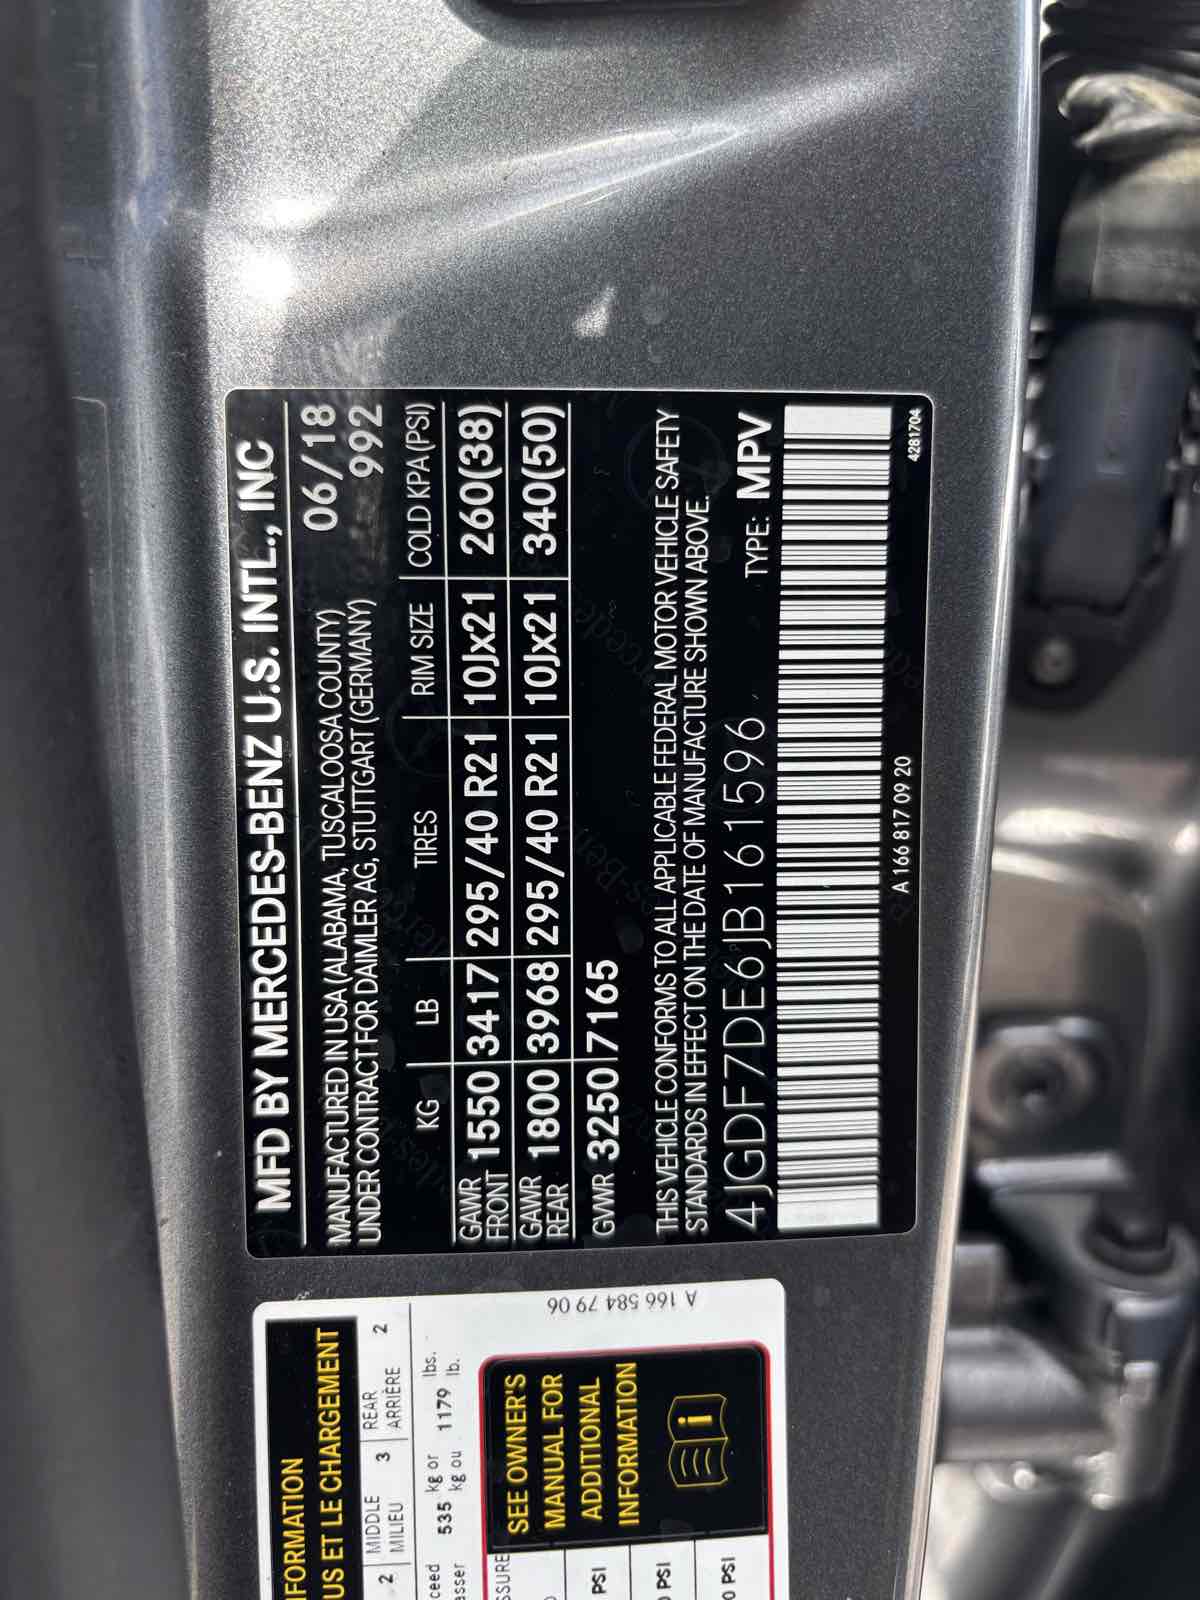 MFD BY MERCEDES-BENZ U.S. INTL., INC
MANUFACTURED IN USA (ALABAMA, TUSCALOOSA COUNTY) 06/18
UNDER CONTRACT FOR DAIMLER AG, STUTTGART (GERMANY) 992
KG LB TIRES RIM SIZE COLD KPA (PSI)
GAWR FRONT 1550 3417 295/40 R21 10Jx21 260(38)
GAWR REAR 1800 3968 295/40 R21 10Jx21 340(50)
GVWR 3250 7165
THIS VEHICLE CONFORMS TO ALL APPLICABLE FEDERAL MOTOR VEHICLE SAFETY
STANDARDS IN EFFECT ON THE DATE OF MANUFACTURE SHOWN ABOVE.
4JGDF7DE6JB161596 TYPE: MPV
A 166 817 09 20
4281704
US ET LE CHARGEMENT
2 MIDDLE 3 REAR 2
MILIEU ARRIÈRE
535 kg or 1179 lbs.
kg ou lb.
SEE OWNER'S
MANUAL FOR
ADDITIONAL
INFORMATION
PSI
PSI
PSI
A 166 584 79 06